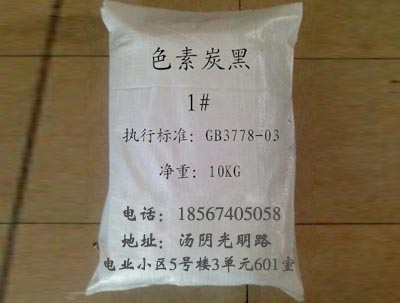 色素炭黑
1#
执行标准：GB3778-03
净重：10KG
电话：18567405058
地址：汤阴光明路
电业小区5号楼3单元601室